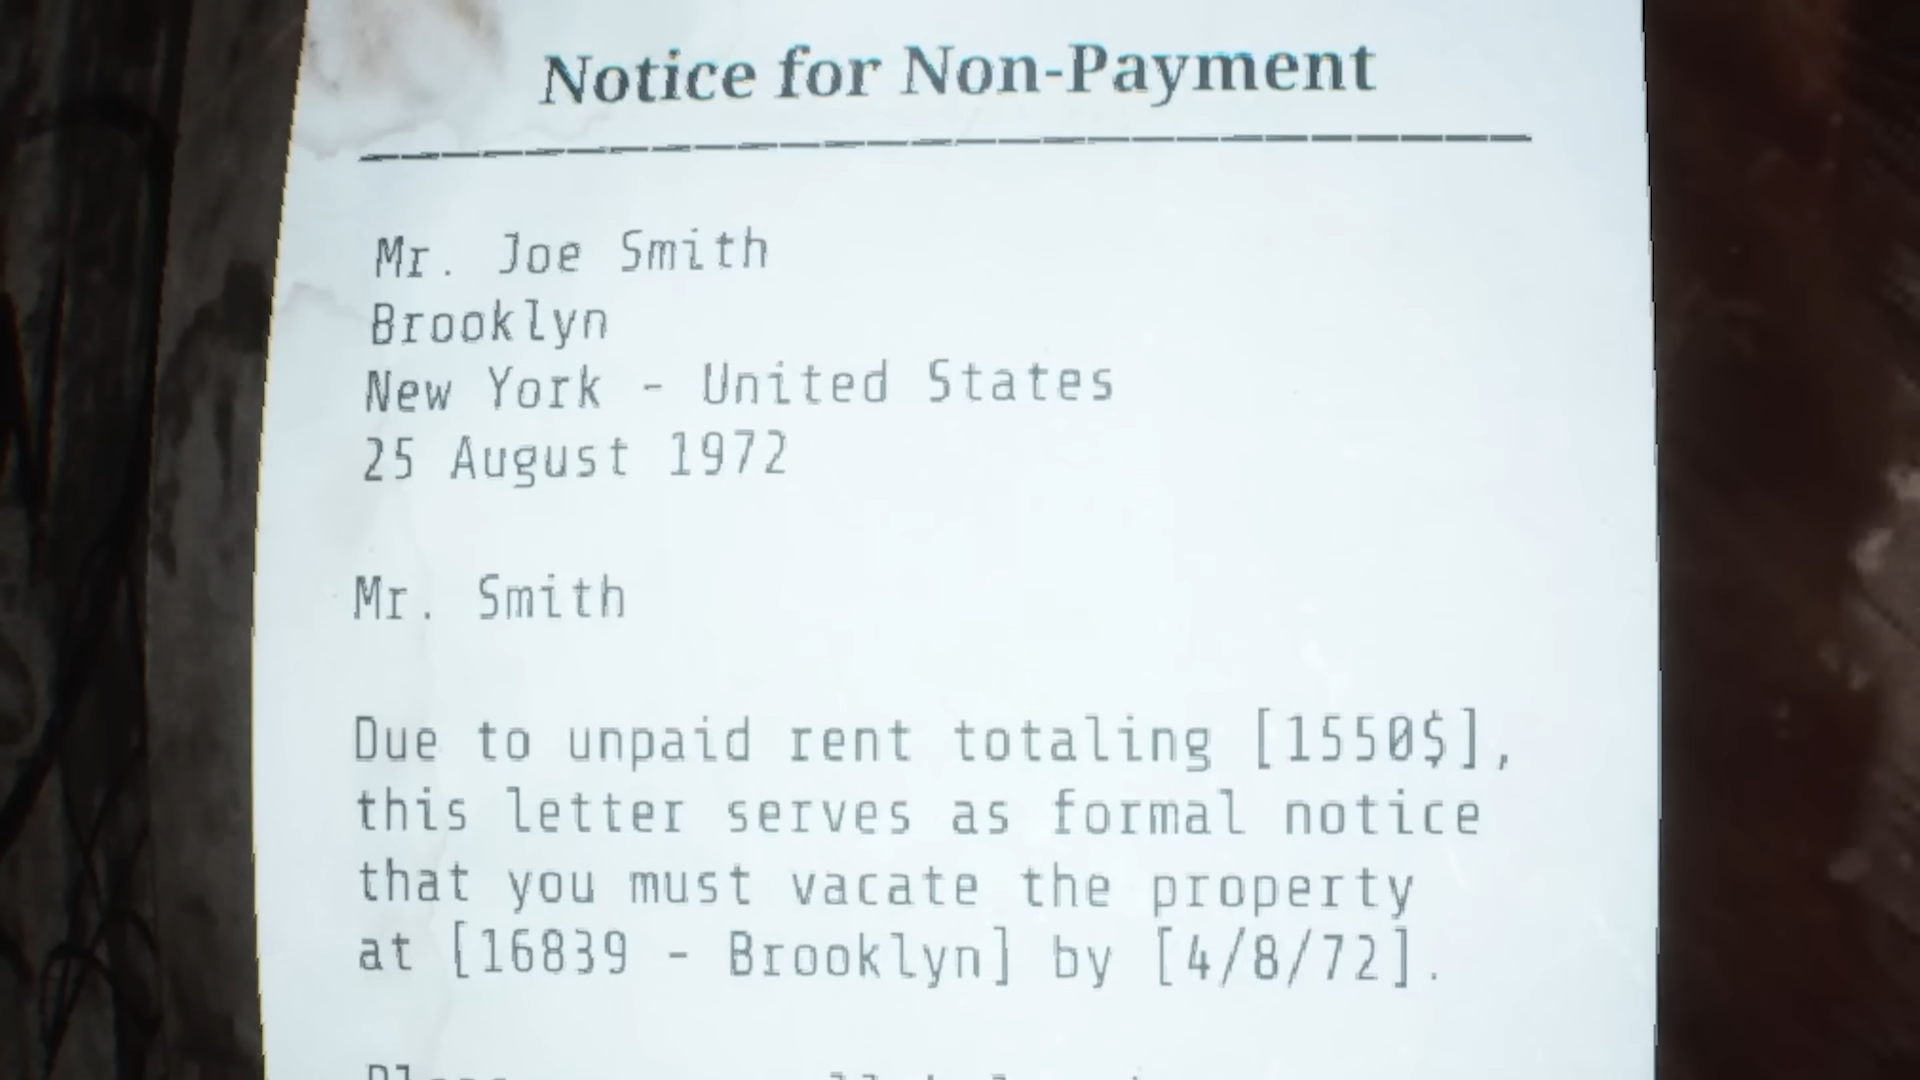 Notice for Non-Payment
Mr. Joe Smith
Brooklyn
New York - United States
25 August 1972
Mr. Smith
Due to unpaid rent totaling [1550$],
this letter serves as formal notice
that you must vacate the property
at [16839 - Brooklyn] by [4/8/72].